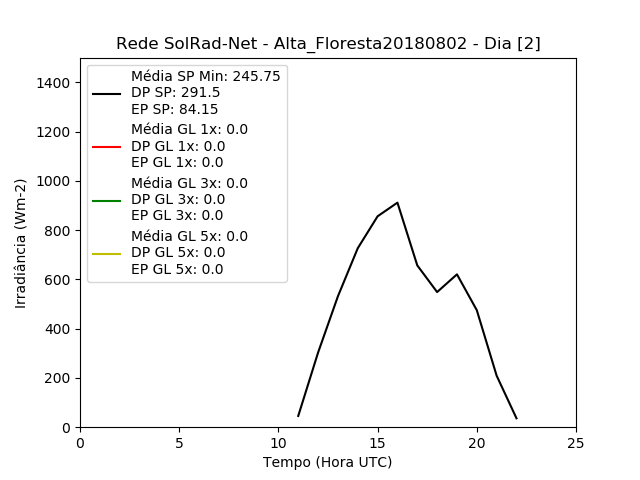 Rede SolRad-Net - Alta_Floresta20180802 - Dia [2]
Média SP Min: 245.75
DP SP: 291.5
EP SP: 84.15
Média GL 1x: 0.0
DP GL 1x: 0.0
EP GL 1x: 0.0
Média GL 3x: 0.0
DP GL 3x: 0.0
EP GL 3x: 0.0
Média GL 5x: 0.0
DP GL 5x: 0.0
EP GL 5x: 0.0
Irradiância (Wm-2)
1400
1200
1000
800
600
400
200
0
0 5 10 15 20 25
Tempo (Hora UTC)